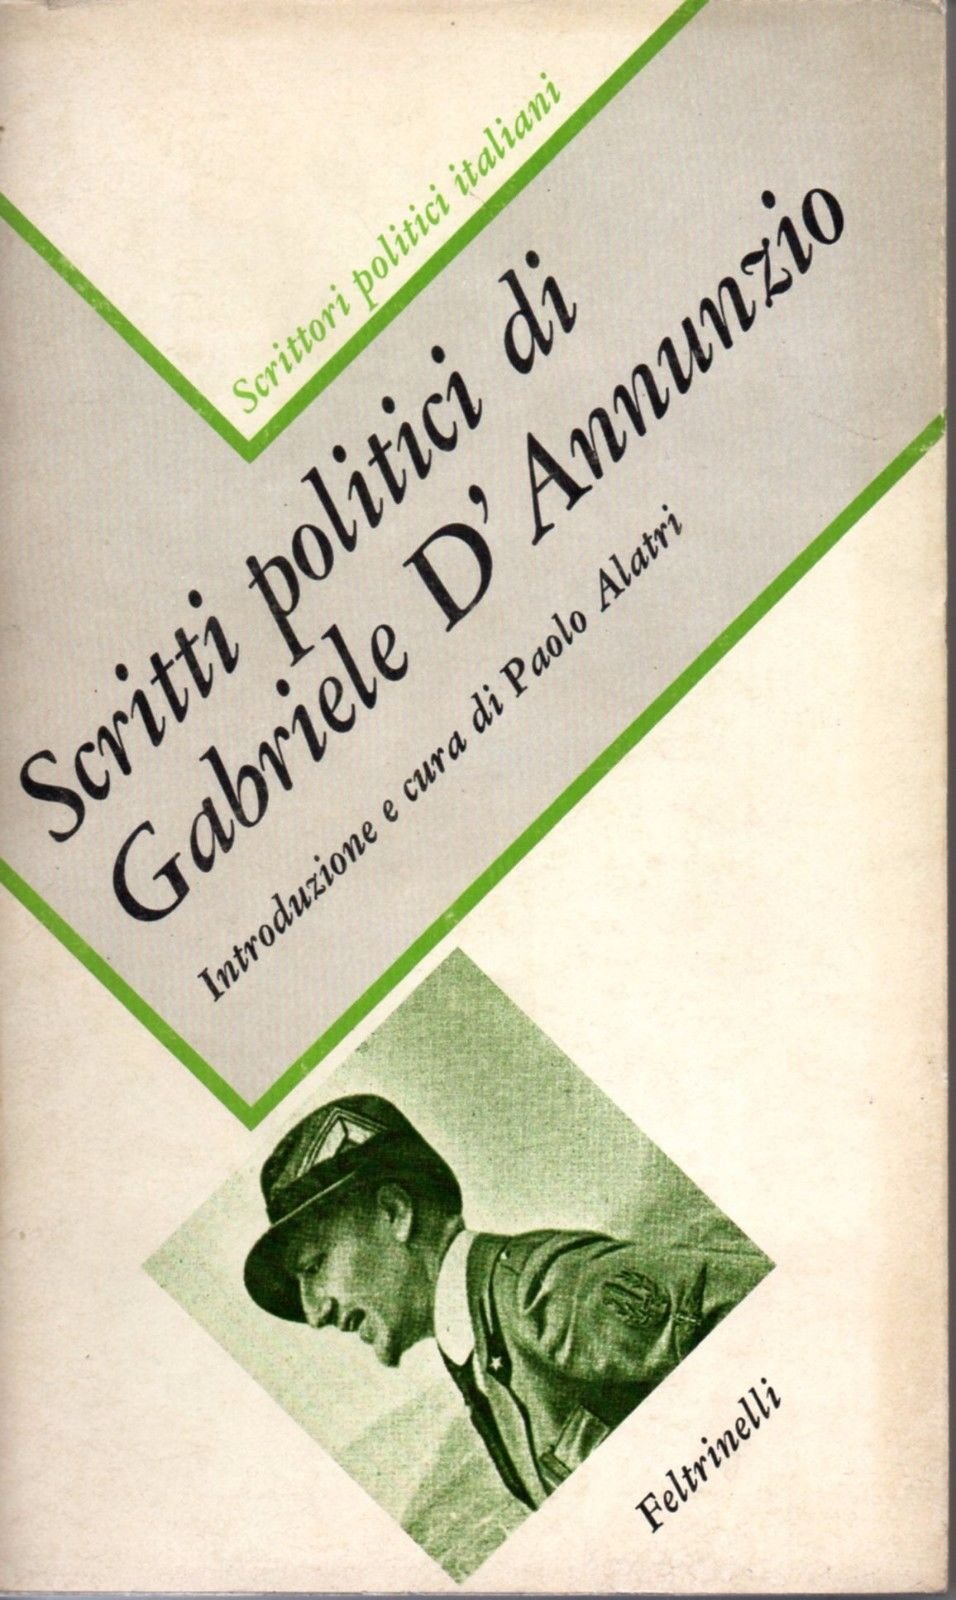 Scrittori politici italiani
Scritti politici di
Gabriele D'Annunzio
Introduzione e cura di Paolo Alatri
Feltrinelli